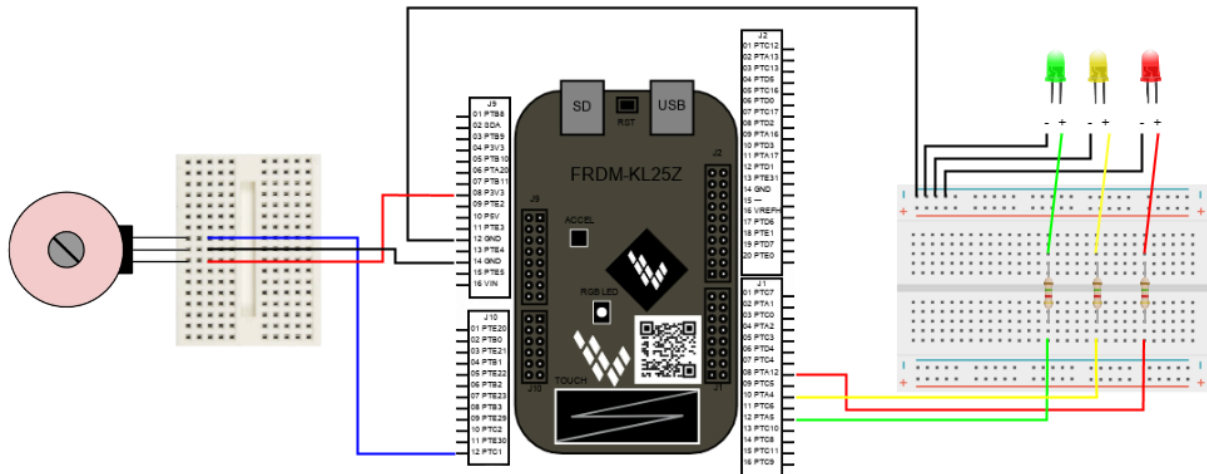 J9
01 PTB8
02 SDA
03 PTB9
04 P3V3
05 PTB10
06 PTA20
07 PTB11
08 P3V3
09 PTE2
10 P5V
11 PTE3
12 GND
13 PTE4
14 GND
15 PTE5
16 VIN
J10
01 PTE20
02 PTB0
03 PTE21
04 PTB1
05 PTE22
06 PTB2
07 PTE23
08 PTB3
09 PTE29
10 PTC2
11 PTE30
12 PTC1
SD
USB
RST
FRDM-KL25Z
J2
J9
ACCEL
RGB LED
J10
J1
TOUCH
J2
01 PTC12
02 PTA13
03 PTC13
04 PTD5
05 PTC16
06 PTD0
07 PTC17
08 PTD2
09 PTA16
10 PTD3
11 PTA17
12 PTD1
13 PTE31
14 GND
15 —
16 VREFH
17 PTD6
18 PTE1
19 PTD7
20 PTE0
J1
01 PTC7
02 PTA1
03 PTC0
04 PTA2
05 PTC3
06 PTD4
07 PTC4
08 PTA12
09 PTC5
10 PTA4
11 PTC6
12 PTA5
13 PTC10
14 PTC8
15 PTC11
16 PTC9
- + - + - +